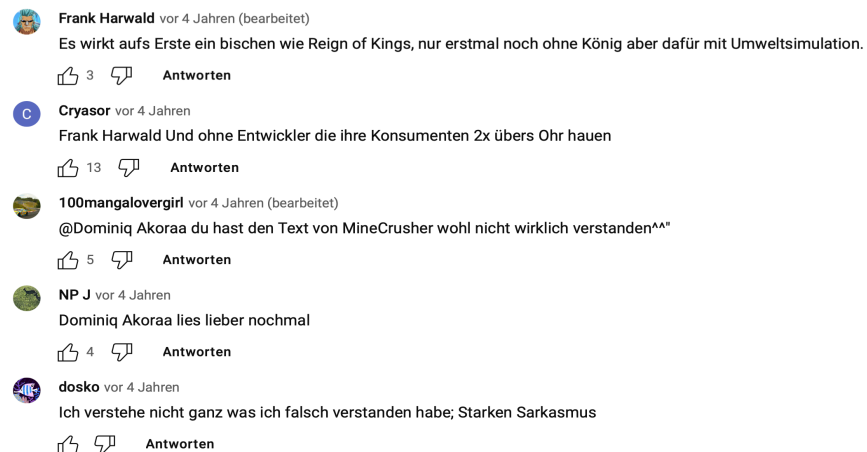 Frank Harwald vor 4 Jahren (bearbeitet)
Es wirkt aufs Erste ein bischen wie Reign of Kings, nur erstmal noch ohne König aber dafür mit Umweltsimulation.
3 Antworten
C
Cryasor vor 4 Jahren
Frank Harwald Und ohne Entwickler die ihre Konsumenten 2x übers Ohr hauen
13 Antworten
100mangalovergirl vor 4 Jahren (bearbeitet)
@Dominiq Akoraa du hast den Text von MineCrusher wohl nicht wirklich verstanden^^"
5 Antworten
NP J vor 4 Jahren
Dominiq Akoraa lies lieber nochmal
4 Antworten
dosko vor 4 Jahren
Ich verstehe nicht ganz was ich falsch verstanden habe; Starken Sarkasmus
Antworten